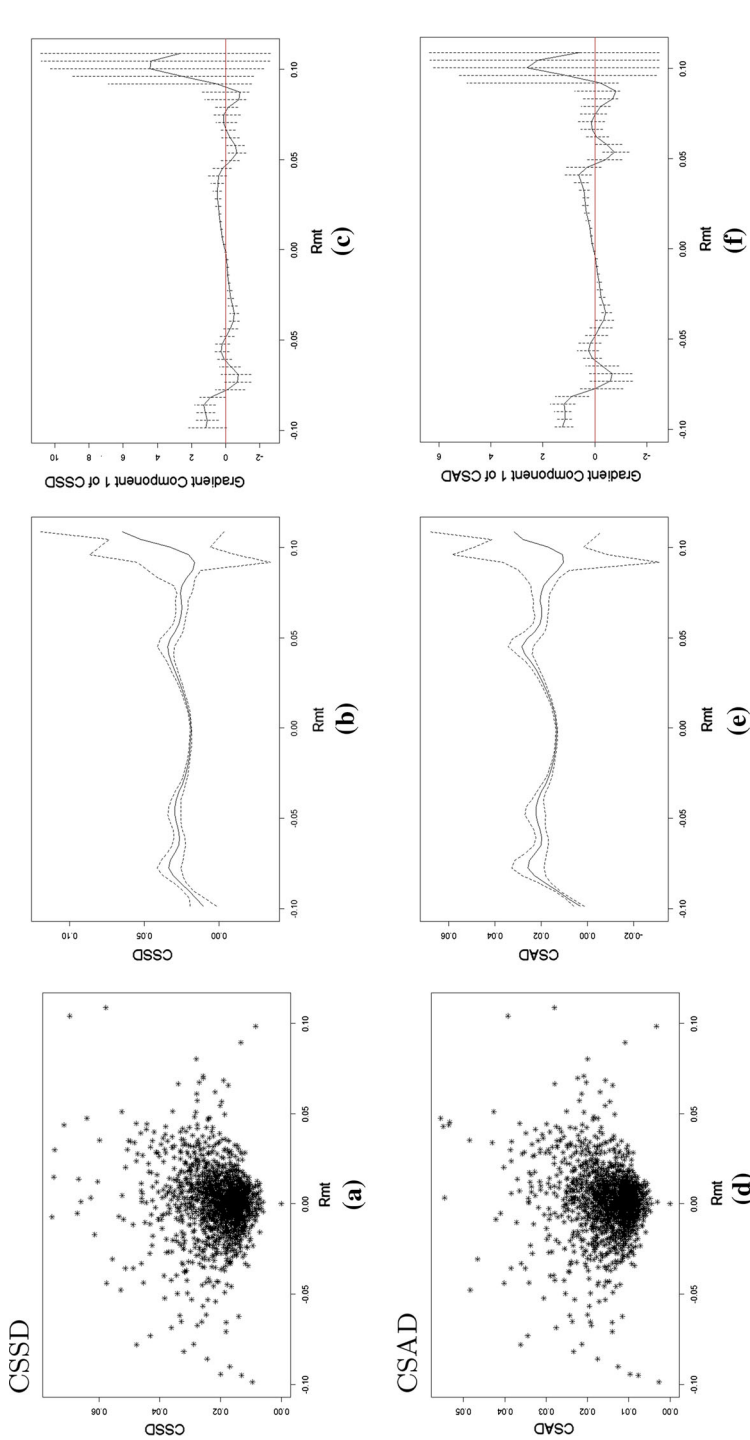 CSSD
CSSD
0.00 0.02 0.04 0.06
-0.10 -0.05 0.00 0.05 0.10
Rmt
(a)
CSSD
0.00 0.05 0.10
-0.10 -0.05 0.00 0.05 0.10
Rmt
(b)
Gradient Component 1 of CSSD
-2 0 2 4 6 8 10
-0.10 -0.05 0.00 0.05 0.10
Rmt
(c)
CSAD
CSAD
0.00 0.01 0.02 0.03 0.04 0.05
-0.10 -0.05 0.00 0.05 0.10
Rmt
(d)
CSAD
-0.02 0.00 0.02 0.04 0.06
-0.10 -0.05 0.00 0.05 0.10
Rmt
(e)
Gradient Component 1 of CSAD
-2 0 2 4 6
-0.10 -0.05 0.00 0.05 0.10
Rmt
(f)